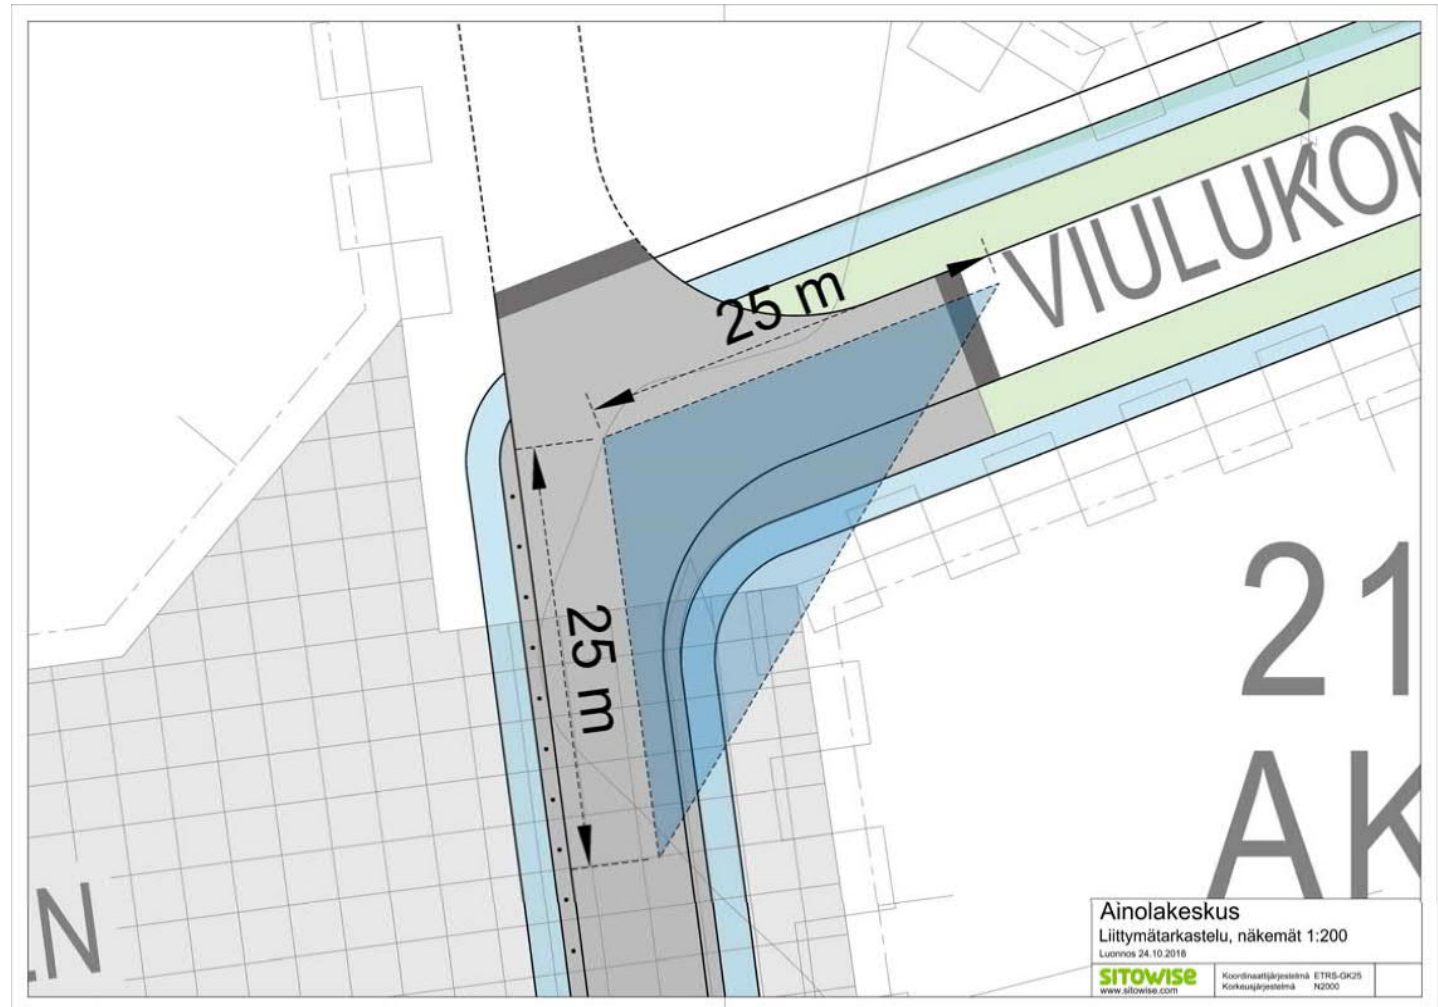 VIULUKON
25 m
25 m
21
AK
LN
Ainolakeskus
Liittymätarkastelu, näkemät 1:200
Luonnos 24.10.2018
SITOWISE
www.sitowise.com
Koordinaattijärjestelmä ETRS-GK25
Korkeusjärjestelmä N2000